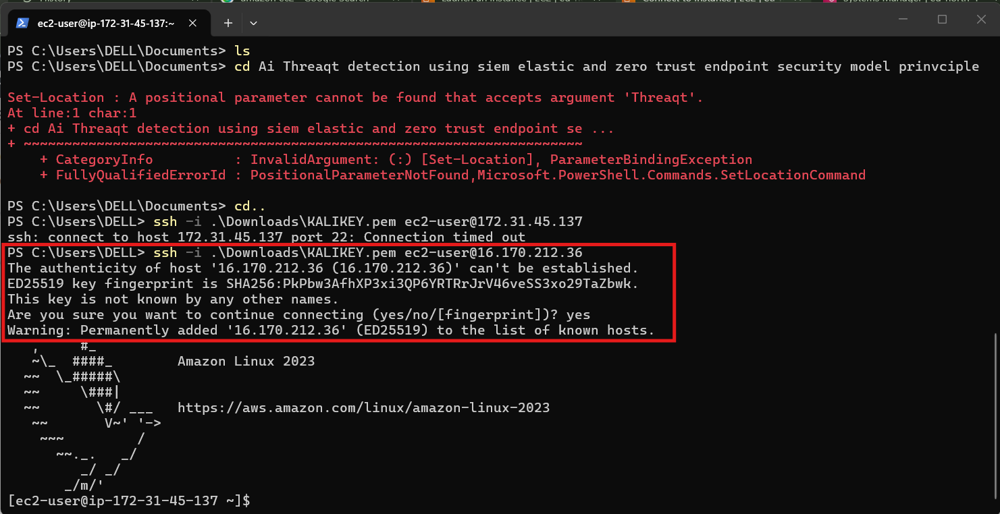 ec2-user@ip-172-31-45-137:~
PS C:\Users\DELL\Documents> ls
PS C:\Users\DELL\Documents> cd Ai Threaqt detection using siem elastic and zero trust endpoint security model prinvciple
Set-Location : A positional parameter cannot be found that accepts argument 'Threaqt'.
At line:1 char:1
+ cd Ai Threaqt detection using siem elastic and zero trust endpoint se ...
+ ~~~~~~~~~~~~~~~~~~~~~~~~~~~~~~~~~~~~~~~~~~~~~~~~~~~~~~~~~~~~~~~~~~~~~
    + CategoryInfo          : InvalidArgument: (:) [Set-Location], ParameterBindingException
    + FullyQualifiedErrorId : PositionalParameterNotFound,Microsoft.PowerShell.Commands.SetLocationCommand
PS C:\Users\DELL\Documents> cd..
PS C:\Users\DELL> ssh -i .\Downloads\KALIKEY.pem ec2-user@172.31.45.137
ssh: connect to host 172.31.45.137 port 22: Connection timed out
PS C:\Users\DELL> ssh -i .\Downloads\KALIKEY.pem ec2-user@16.170.212.36
The authenticity of host '16.170.212.36 (16.170.212.36)' can't be established.
ED25519 key fingerprint is SHA256:PkPbw3AfhXP3xi3QP6YRTRrJrV46veSS3xo29TaZbwk.
This key is not known by any other names.
Are you sure you want to continue connecting (yes/no/[fingerprint])? yes
Warning: Permanently added '16.170.212.36' (ED25519) to the list of known hosts.
   ,     #_
   ~\_  ####_        Amazon Linux 2023
  ~~  \_#####\
  ~~     \###|
  ~~       \#/ ___   https://aws.amazon.com/linux/amazon-linux-2023
   ~~       V~' '->
    ~~~         /
      ~~._.   _/
         _/ _/
       _/m/'
[ec2-user@ip-172-31-45-137 ~]$